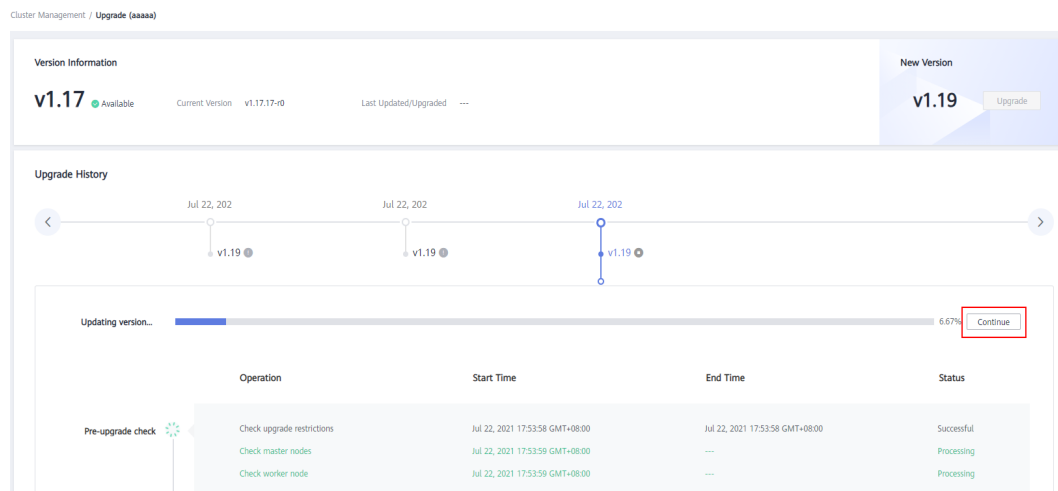 Cluster Management / Upgrade (aaaaa)
Version Information
v1.17 Available Current Version v1.17.17-r0 Last Updated/Upgraded ---
New Version
v1.19 Upgrade
Upgrade History
Jul 22, 202 Jul 22, 202 Jul 22, 202
v1.19 v1.19 v1.19
Updating version... 6.67% Continue
Operation Start Time End Time Status
Pre-upgrade check Check upgrade restrictions Jul 22, 2021 17:53:58 GMT+08:00 Jul 22, 2021 17:53:58 GMT+08:00 Successful
Check master nodes Jul 22, 2021 17:53:59 GMT+08:00 --- Processing
Check worker node Jul 22, 2021 17:53:59 GMT+08:00 --- Processing